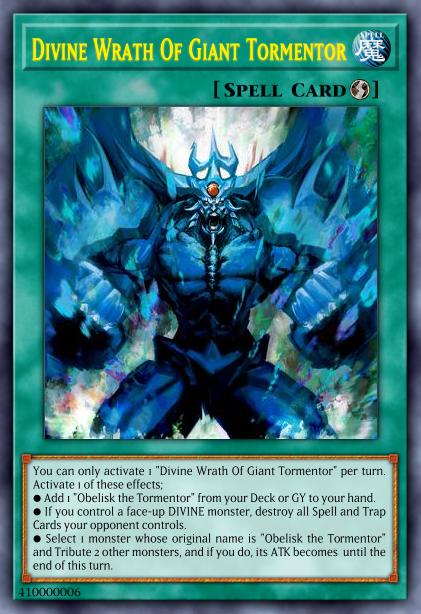 Divine Wrath Of Giant Tormentor
SPELL
魔
[Spell Card]
You can only activate 1 "Divine Wrath Of Giant Tormentor" per turn.
Activate 1 of these effects;
● Add 1 "Obelisk the Tormentor" from your Deck or GY to your hand.
● If you control a face-up DIVINE monster, destroy all Spell and Trap
Cards your opponent controls.
● Select 1 monster whose original name is "Obelisk the Tormentor"
and Tribute 2 other monsters, and if you do, its ATK becomes until the
end of this turn.
410000006